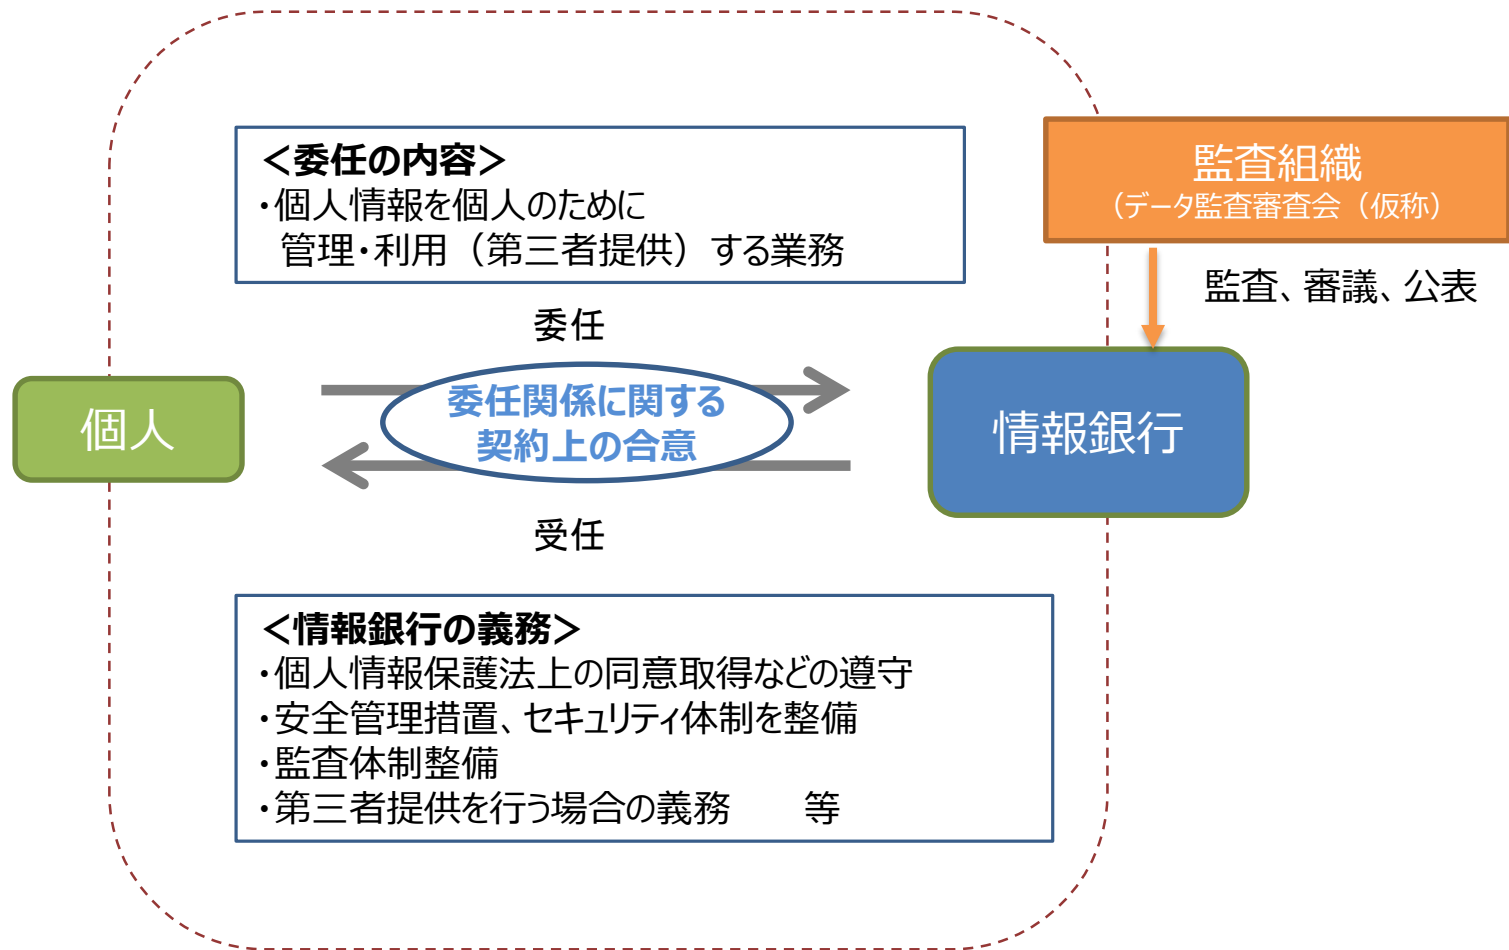 ＜委任の内容＞
・個人情報を個人のために
管理・利用（第三者提供）する業務
監査組織
（データ監査審査会（仮称）
監査、審議、公表
委任
個人
委任関係に関する
契約上の合意
情報銀行
受任
＜情報銀行の義務＞
・個人情報保護法上の同意取得などの遵守
・安全管理措置、セキュリティ体制を整備
・監査体制整備
・第三者提供を行う場合の義務　　等